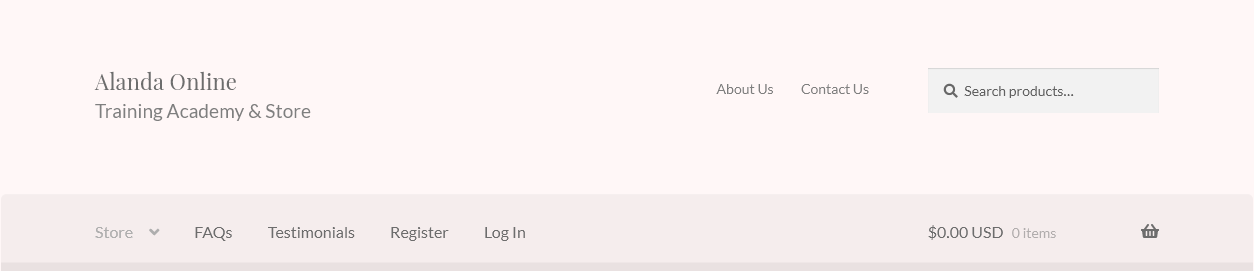 Alanda Online
Training Academy & Store
About Us
Contact Us
Search products…
Store
FAQs
Testimonials
Register
Log In
$0.00 USD 0 items